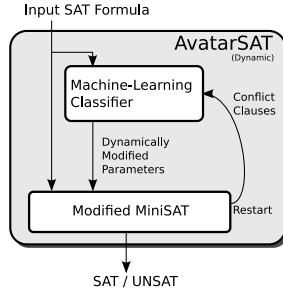 Input SAT Formula
AvatarSAT
(Dynamic)
Machine-Learning
Classifier
Conflict
Clauses
Dynamically
Modified
Parameters
Modified MiniSAT
Restart
SAT / UNSAT